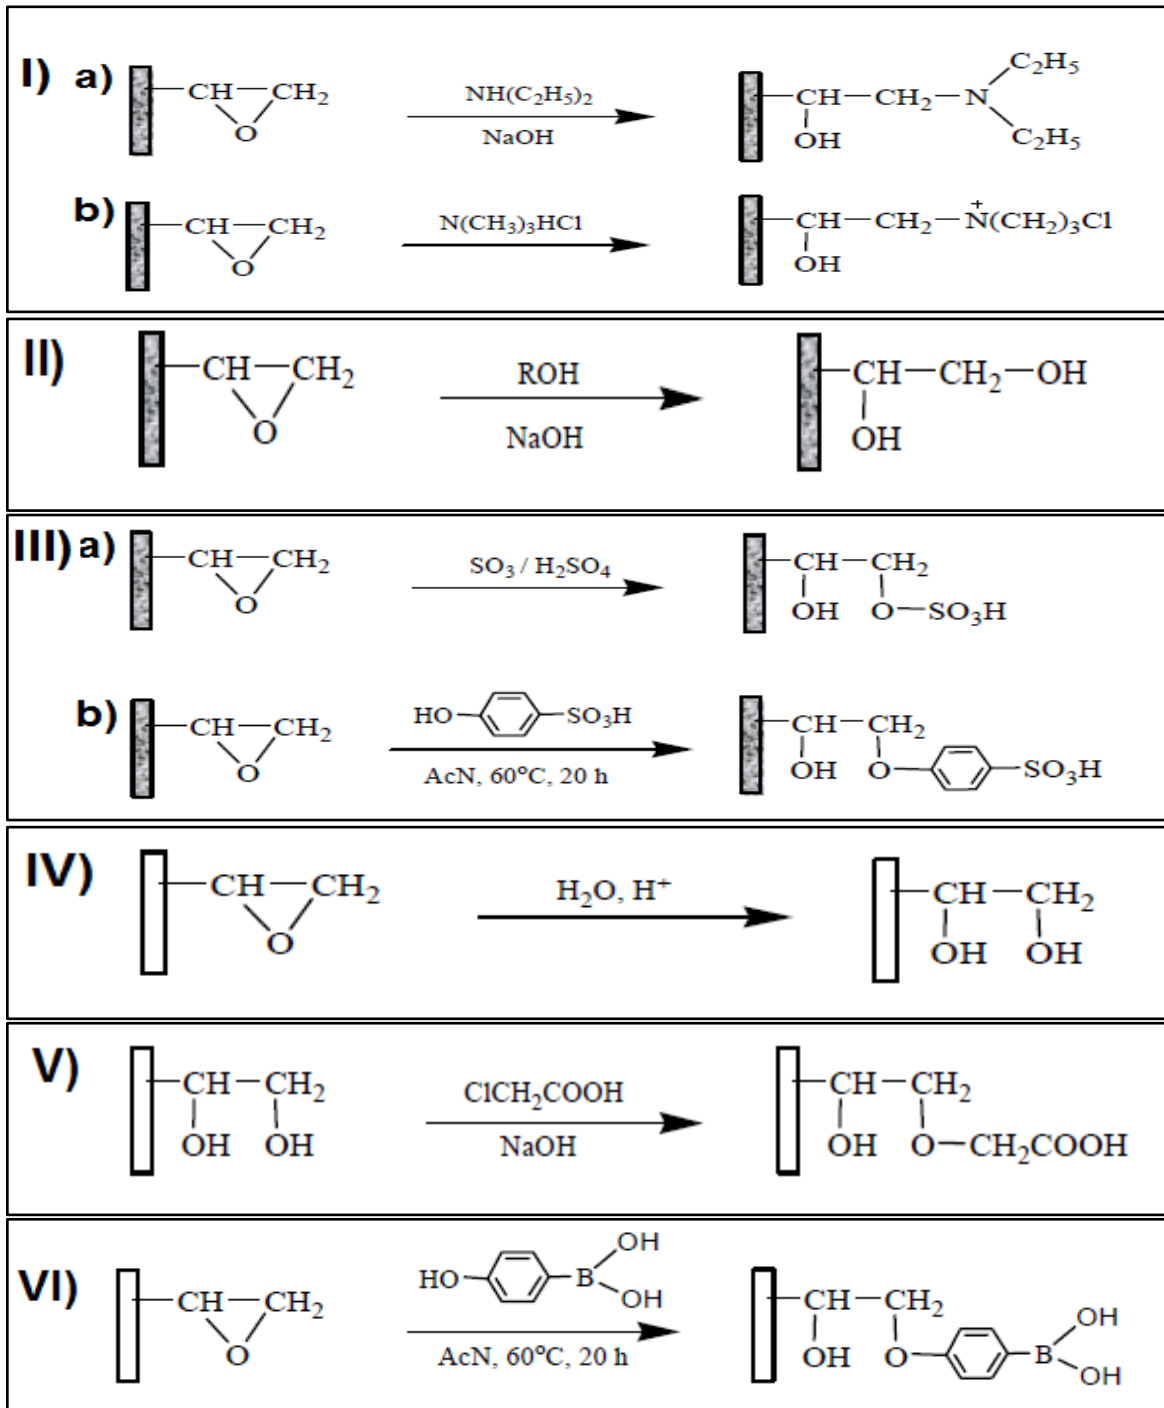 I) a) CH CH₂ O NH(C₂H₅)₂ NaOH CH CH₂ N C₂H₅ C₂H₅ OH
b) CH CH₂ O N(CH₃)₃HCl CH CH₂ N⁺(CH₂)₃Cl OH
II) CH CH₂ O ROH NaOH CH CH₂ OH OH
III) a) CH CH₂ O SO₃ / H₂SO₄ CH CH₂ OH O SO₃H
b) CH CH₂ O HO SO₃H AcN, 60°C, 20 h CH CH₂ OH O SO₃H
IV) CH CH₂ O H₂O, H⁺ CH CH₂ OH OH
V) CH CH₂ OH OH ClCH₂COOH NaOH CH CH₂ OH O CH₂COOH
VI) CH CH₂ O HO B OH OH AcN, 60°C, 20 h CH CH₂ OH O B OH OH